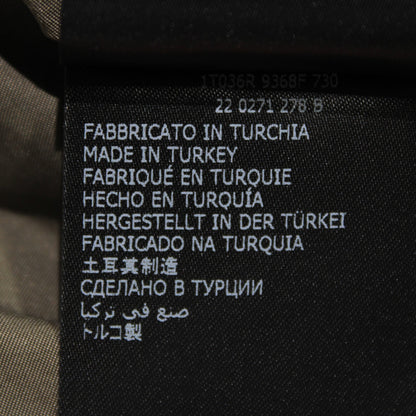 1T036R 9368F 730
22 0271 278 B
FABBRICATO IN TURCHIA
MADE IN TURKEY
FABRIQUÉ EN TURQUIE
HECHO EN TURQUÍA
HERGESTELLT IN DER TÜRKEI
FABRICADO NA TURQUIA
土耳其制造
СДЕЛАНО В ТУРЦИИ
صنع في تركيا
トルコ製